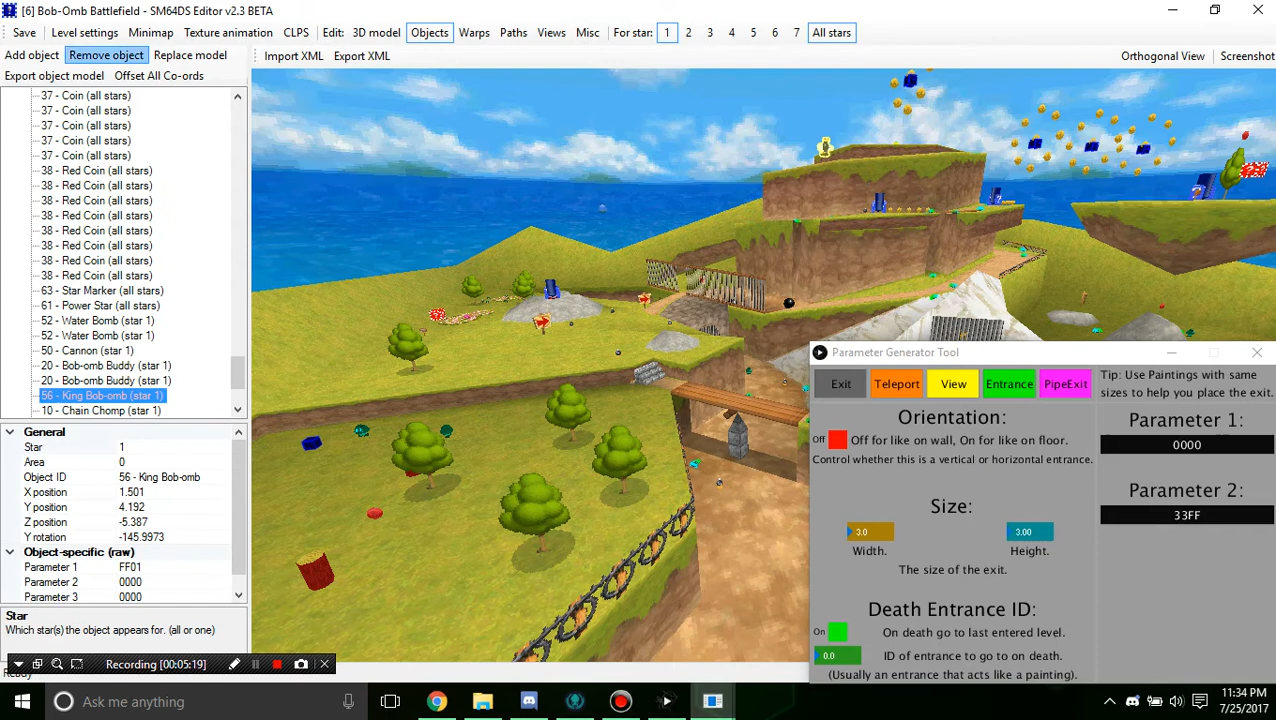 [6] Bob-Omb Battlefield - SM64DS Editor v2.3 BETA
Save Level settings Minimap Texture animation CLPS Edit: 3D model Objects Warps Paths Views Misc For star: 1 2 3 4 5 6 7 All stars
Add object Remove object Replace model Import XML Export XML Orthogonal View Screenshot
Export object model Offset All Co-ords
37 - Coin (all stars)
37 - Coin (all stars)
37 - Coin (all stars)
37 - Coin (all stars)
37 - Coin (all stars)
38 - Red Coin (all stars)
38 - Red Coin (all stars)
38 - Red Coin (all stars)
38 - Red Coin (all stars)
38 - Red Coin (all stars)
38 - Red Coin (all stars)
38 - Red Coin (all stars)
38 - Red Coin (all stars)
63 - Star Marker (all stars)
61 - Power Star (all stars)
52 - Water Bomb (star 1)
52 - Water Bomb (star 1)
50 - Cannon (star 1)
20 - Bob-omb Buddy (star 1)
20 - Bob-omb Buddy (star 1)
56 - King Bob-omb (star 1)
10 - Chain Chomp (star 1)
General
Star 1
Area 0
Object ID 56 - King Bob-omb
X position 1.501
Y position 4.192
Z position -5.387
Y rotation -145.9973
Object-specific (raw)
Parameter 1 FF01
Parameter 2 0000
Parameter 3 0000
Star
Which star(s) the object appears for. (all or one)
Recording [00:05:19]
Ready
Parameter Generator Tool
Exit Teleport View Entrance PipeExit
Tip: Use Paintings with same
sizes to help you place the exit.
Orientation:
Off Off for like on wall, On for like on floor.
Control whether this is a vertical or horizontal entrance.
Parameter 1:
0000
Parameter 2:
33FF
Size:
3.0 3.00
Width. Height.
The size of the exit.
Death Entrance ID:
On On death go to last entered level.
0.0 ID of entrance to go to on death.
(Usually an entrance that acts like a painting).
Ask me anything
11:34 PM
7/25/2017